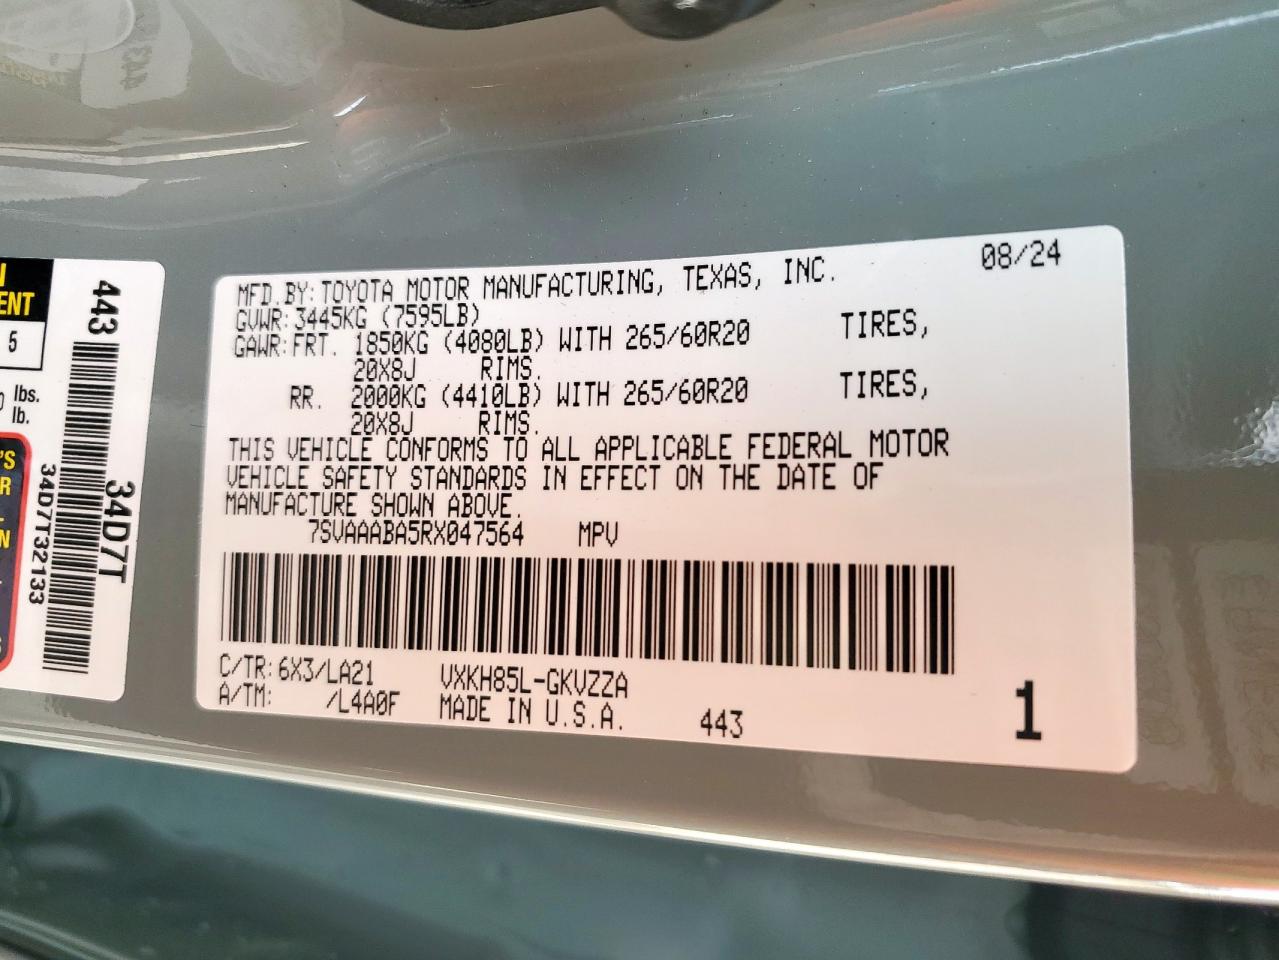 MFD.BY: TOYOTA MOTOR MANUFACTURING, TEXAS, INC. 08/24
GVWR: 3445KG (7595LB)
GAWR: FRT. 1850KG (4080LB) WITH 265/60R20 TIRES,
20X8J RIMS.
RR. 2000KG (4410LB) WITH 265/60R20 TIRES,
20X8J RIMS.
THIS VEHICLE CONFORMS TO ALL APPLICABLE FEDERAL MOTOR
VEHICLE SAFETY STANDARDS IN EFFECT ON THE DATE OF
MANUFACTURE SHOWN ABOVE.
7SVAAABA5RX047564 MPV
C/TR: 6X3/LA21 VXKH85L-GKVZZA
A/TM: /L4A0F MADE IN U.S.A. 443
1
443
34D7T
34D7T32133
5
lbs.
lb.